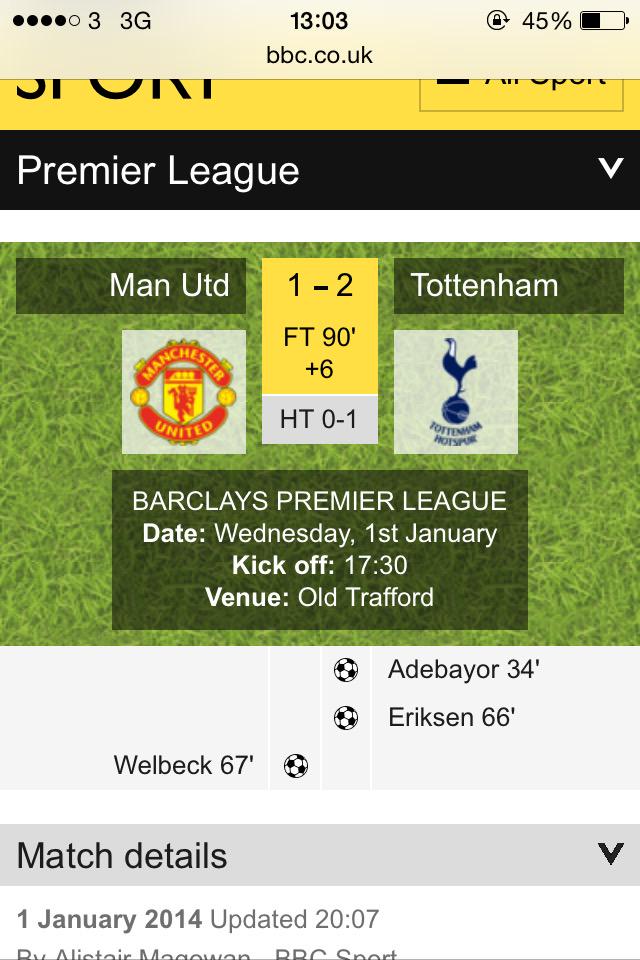 3 3G 13:03 45%
bbc.co.uk
SPORT All Sport
Premier League
Man Utd 1 – 2 Tottenham
FT 90'
+6
HT 0-1
MANCHESTER
UNITED
TOTTENHAM
HOTSPUR
BARCLAYS PREMIER LEAGUE
Date: Wednesday, 1st January
Kick off: 17:30
Venue: Old Trafford
Adebayor 34'
Eriksen 66'
Welbeck 67'
Match details
1 January 2014 Updated 20:07
By Alistair Magowan BBC Sport